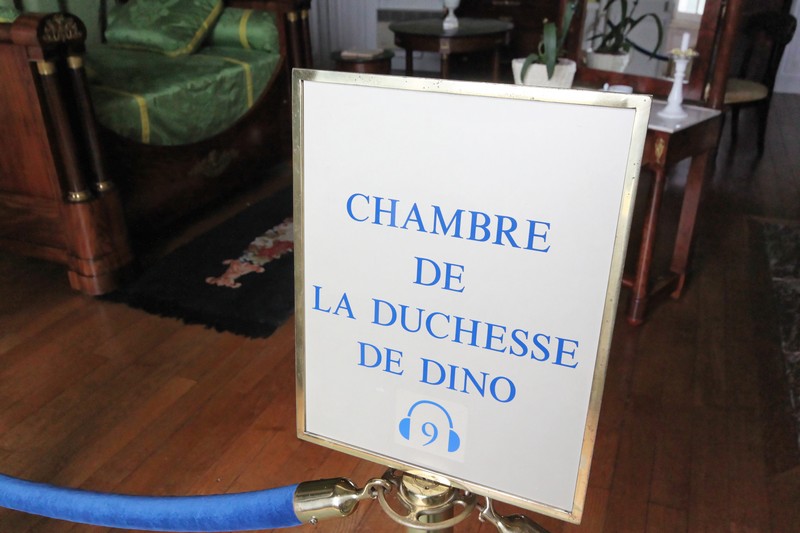 CHAMBRE
DE
LA DUCHESSE
DE DINO
9